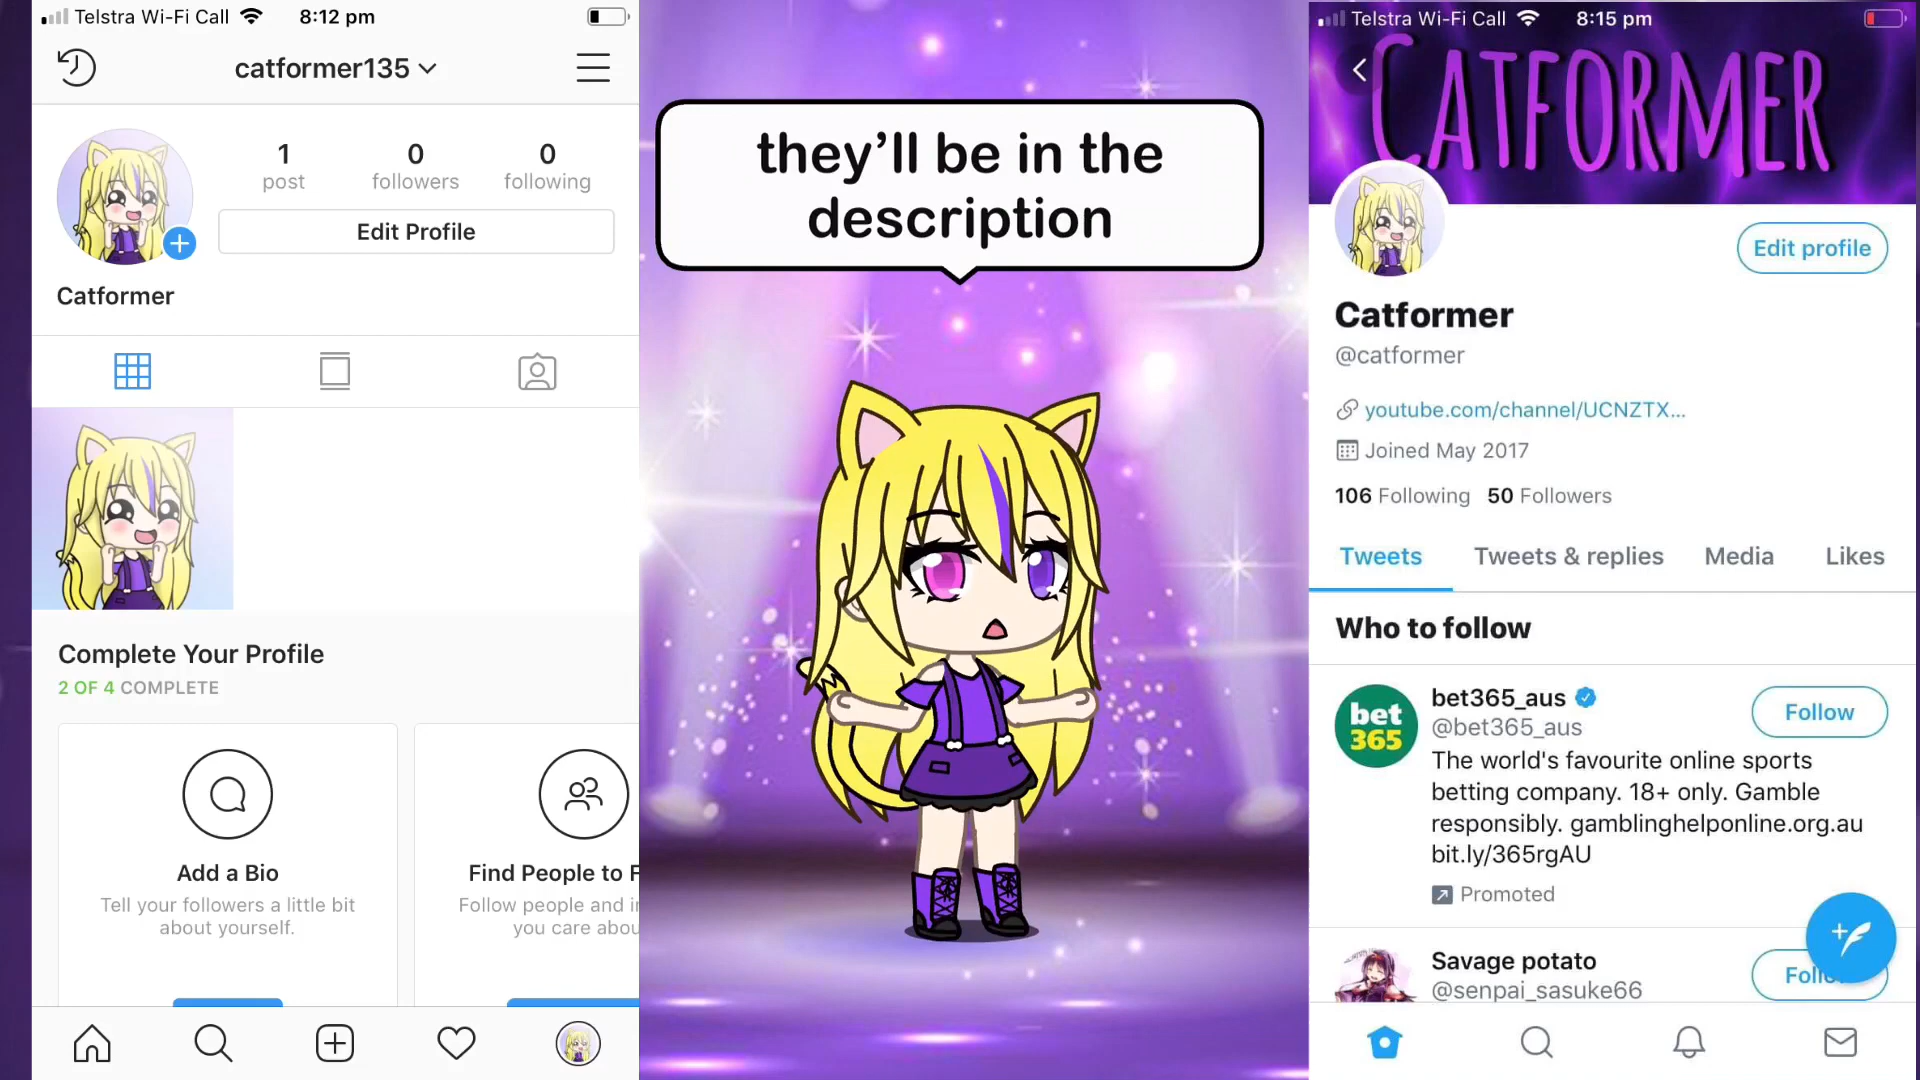 Telstra Wi-Fi Call 8:12 pm
catformer135
1 0 0
post followers following
Edit Profile
Catformer
Complete Your Profile
2 OF 4 COMPLETE
Add a Bio
Tell your followers a little bit
about yourself.
Find People to F
Follow people and in
you care abou
they'll be in the
description
Telstra Wi-Fi Call 8:15 pm
CATFORMER
Edit profile
Catformer
@catformer
youtube.com/channel/UCNZTX...
Joined May 2017
106 Following 50 Followers
Tweets Tweets & replies Media Likes
Who to follow
bet365_aus
@bet365_aus
Follow
bet
365
The world's favourite online sports
betting company. 18+ only. Gamble
responsibly. gamblinghelponline.org.au
bit.ly/365rgAU
Promoted
Savage potato
@senpai_sasuke66
Follo